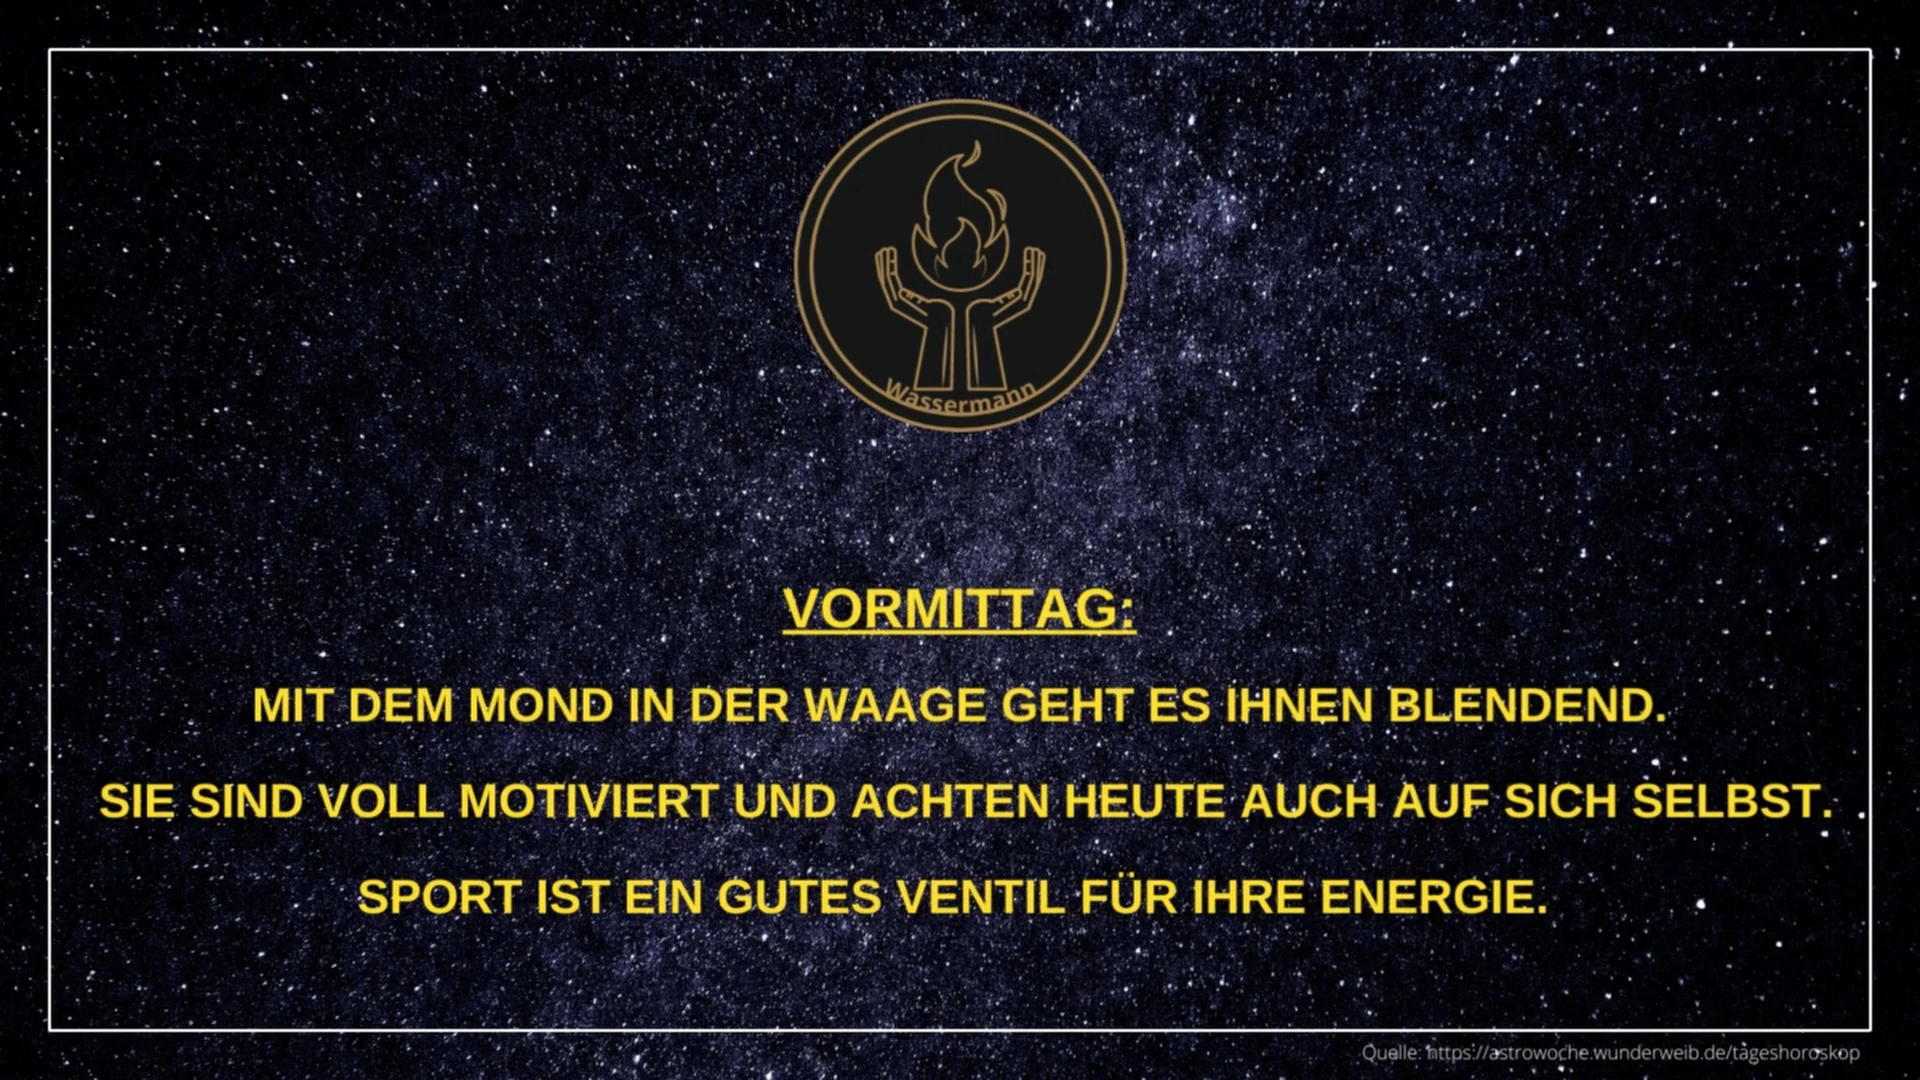 Wassermann
VORMITTAG:
MIT DEM MOND IN DER WAAGE GEHT ES IHNEN BLENDEND.
SIE SIND VOLL MOTIVIERT UND ACHTEN HEUTE AUCH AUF SICH SELBST.
SPORT IST EIN GUTES VENTIL FÜR IHRE ENERGIE.
Quelle: https://astrowoche.wunderweib.de/tageshoroskop